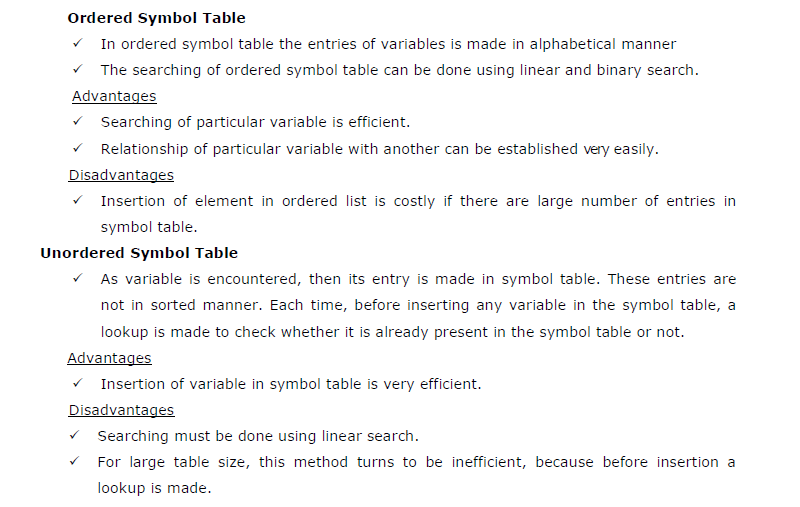 Ordered Symbol Table
✓ In ordered symbol table the entries of variables is made in alphabetical manner
✓ The searching of ordered symbol table can be done using linear and binary search.
Advantages
✓ Searching of particular variable is efficient.
✓ Relationship of particular variable with another can be established very easily.
Disadvantages
✓ Insertion of element in ordered list is costly if there are large number of entries in
symbol table.
Unordered Symbol Table
✓ As variable is encountered, then its entry is made in symbol table. These entries are
not in sorted manner. Each time, before inserting any variable in the symbol table, a
lookup is made to check whether it is already present in the symbol table or not.
Advantages
✓ Insertion of variable in symbol table is very efficient.
Disadvantages
✓ Searching must be done using linear search.
✓ For large table size, this method turns to be inefficient, because before insertion a
lookup is made.